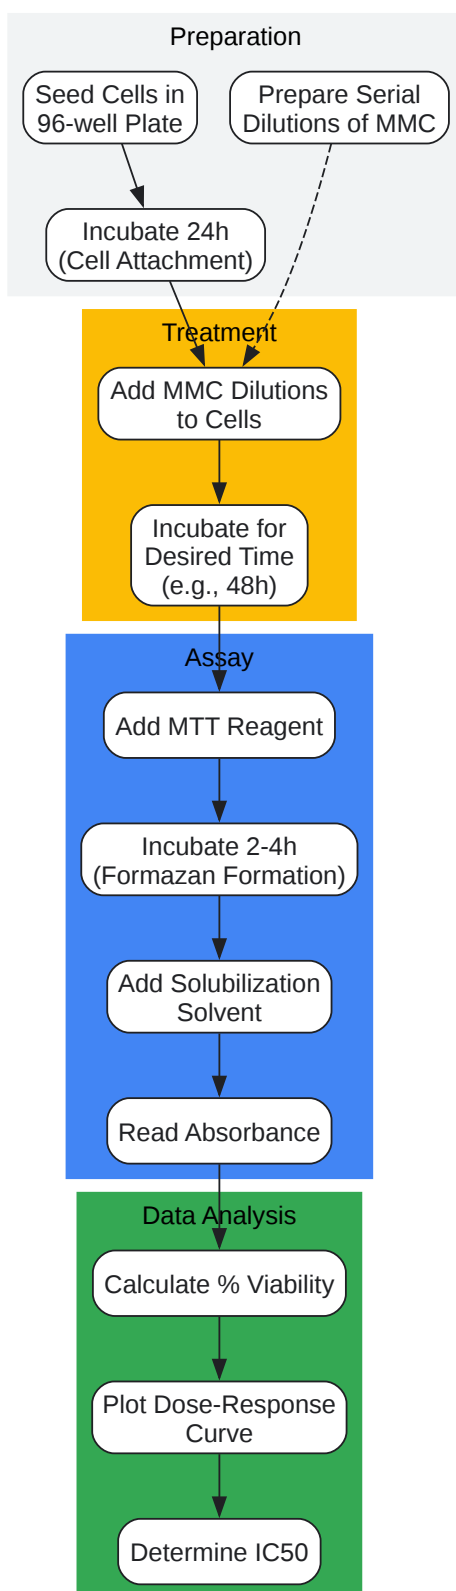 Preparation
Seed Cells in
96-well Plate
Prepare Serial
Dilutions of MMC
Incubate 24h
(Cell Attachment)
Treatment
Add MMC Dilutions
to Cells
Incubate for
Desired Time
(e.g., 48h)
Assay
Add MTT Reagent
Incubate 2-4h
(Formazan Formation)
Add Solubilization
Solvent
Read Absorbance
Data Analysis
Calculate % Viability
Plot Dose-Response
Curve
Determine IC50